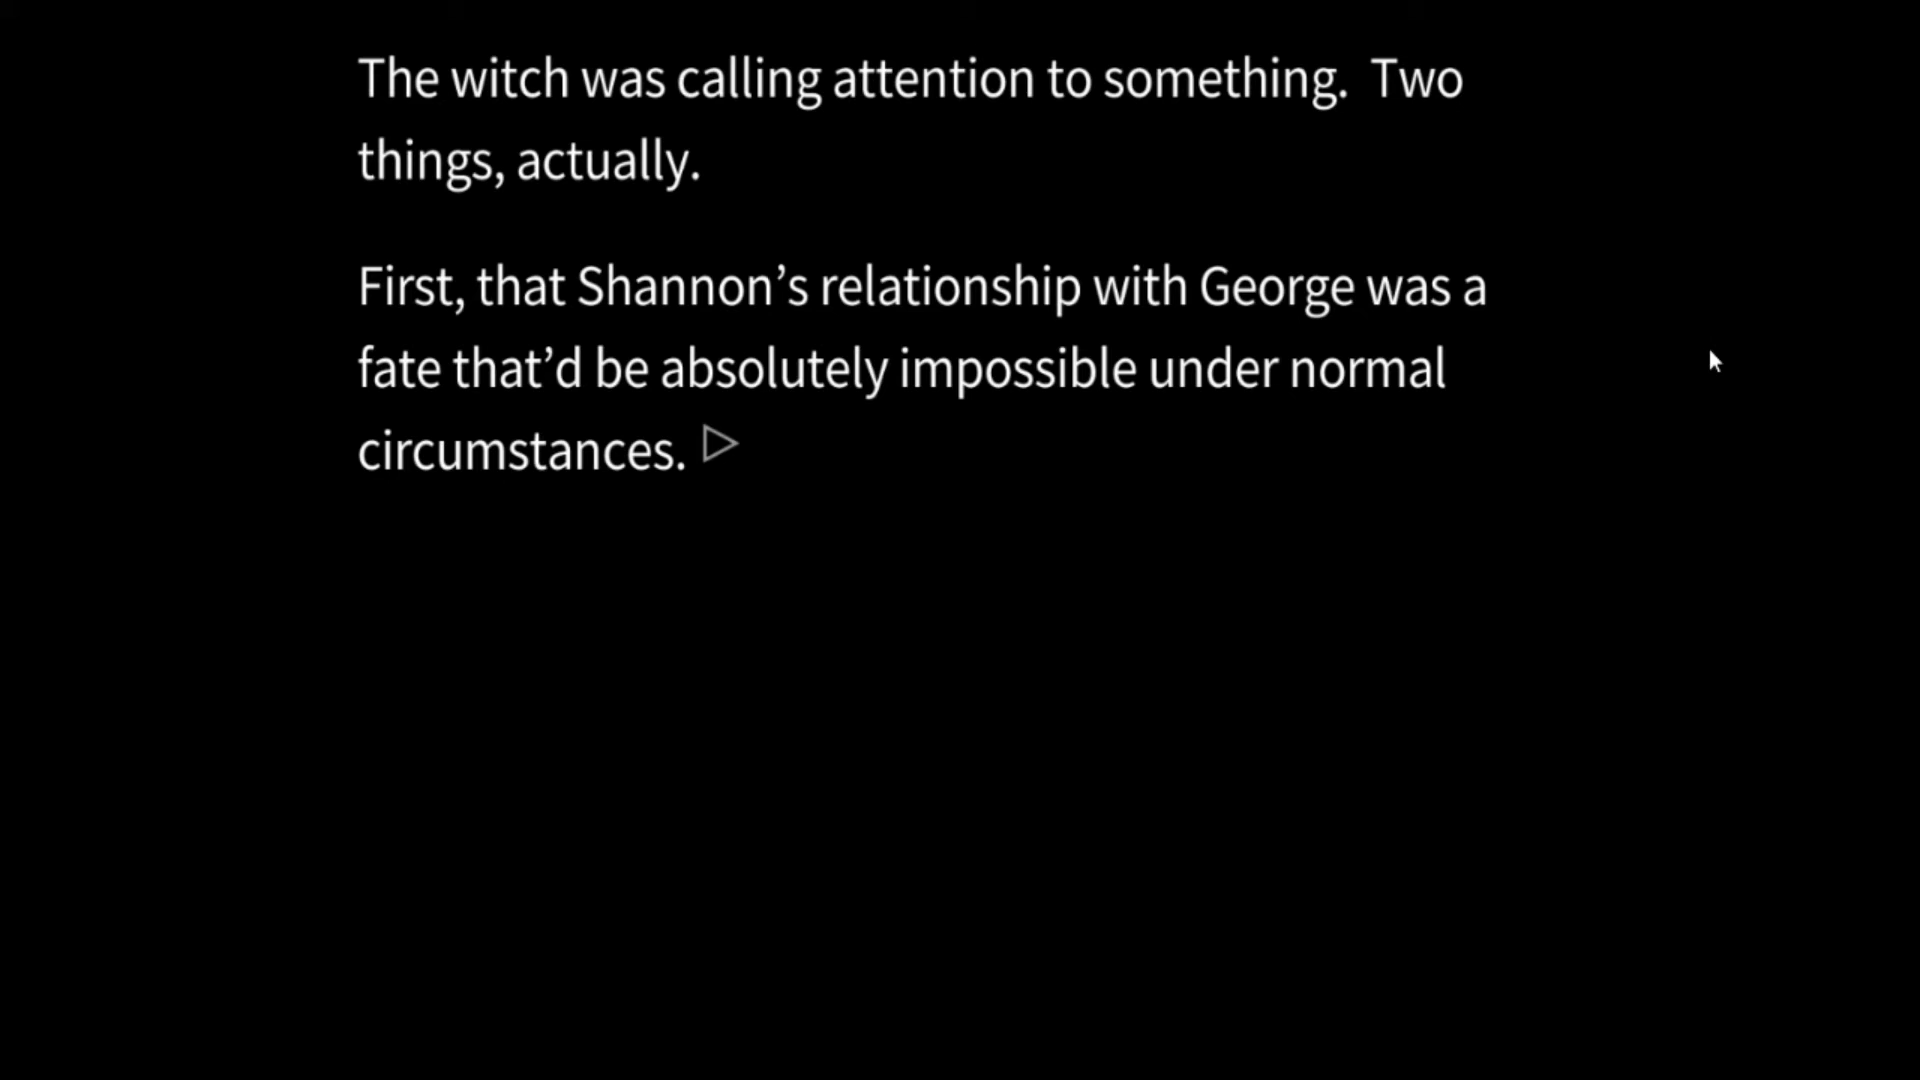 The witch was calling attention to something.  Two
things, actually.
First, that Shannon’s relationship with George was a
fate that’d be absolutely impossible under normal
circumstances.